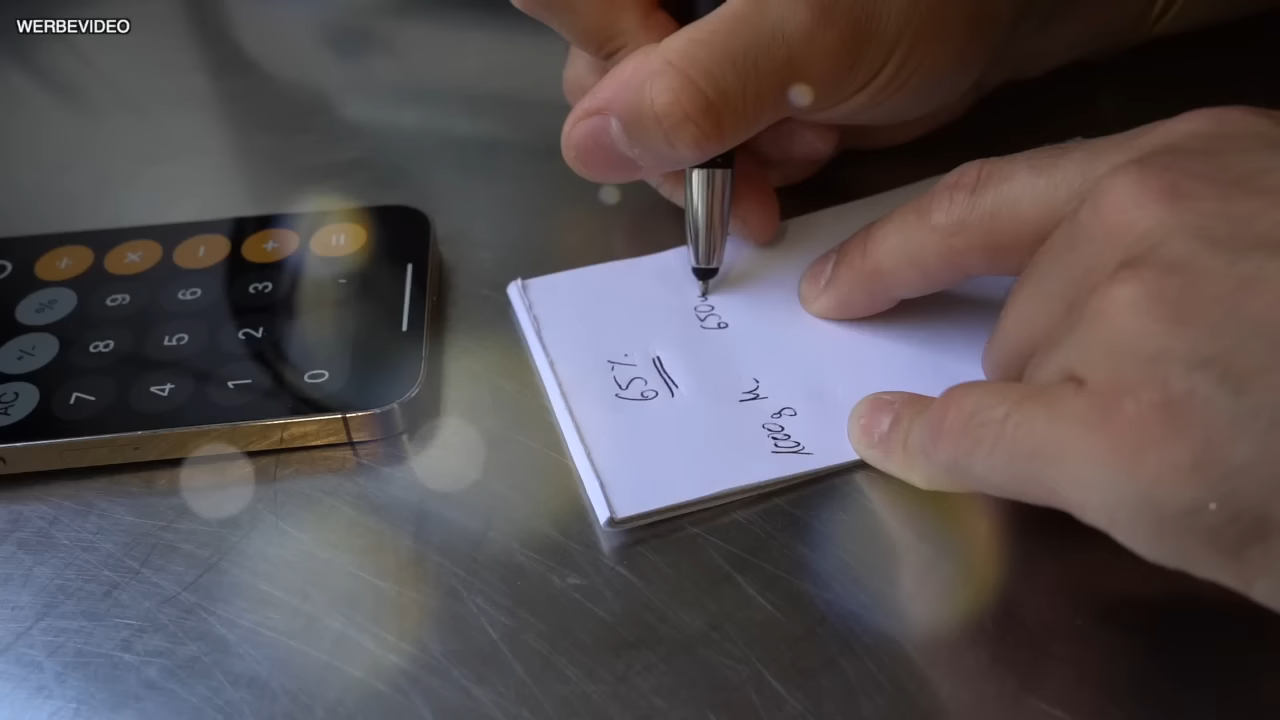 WERBEVIDEO
65%
1000g M
650
AC +/- % ÷
7 8 9 ×
4 5 6 −
1 2 3 +
0 , =